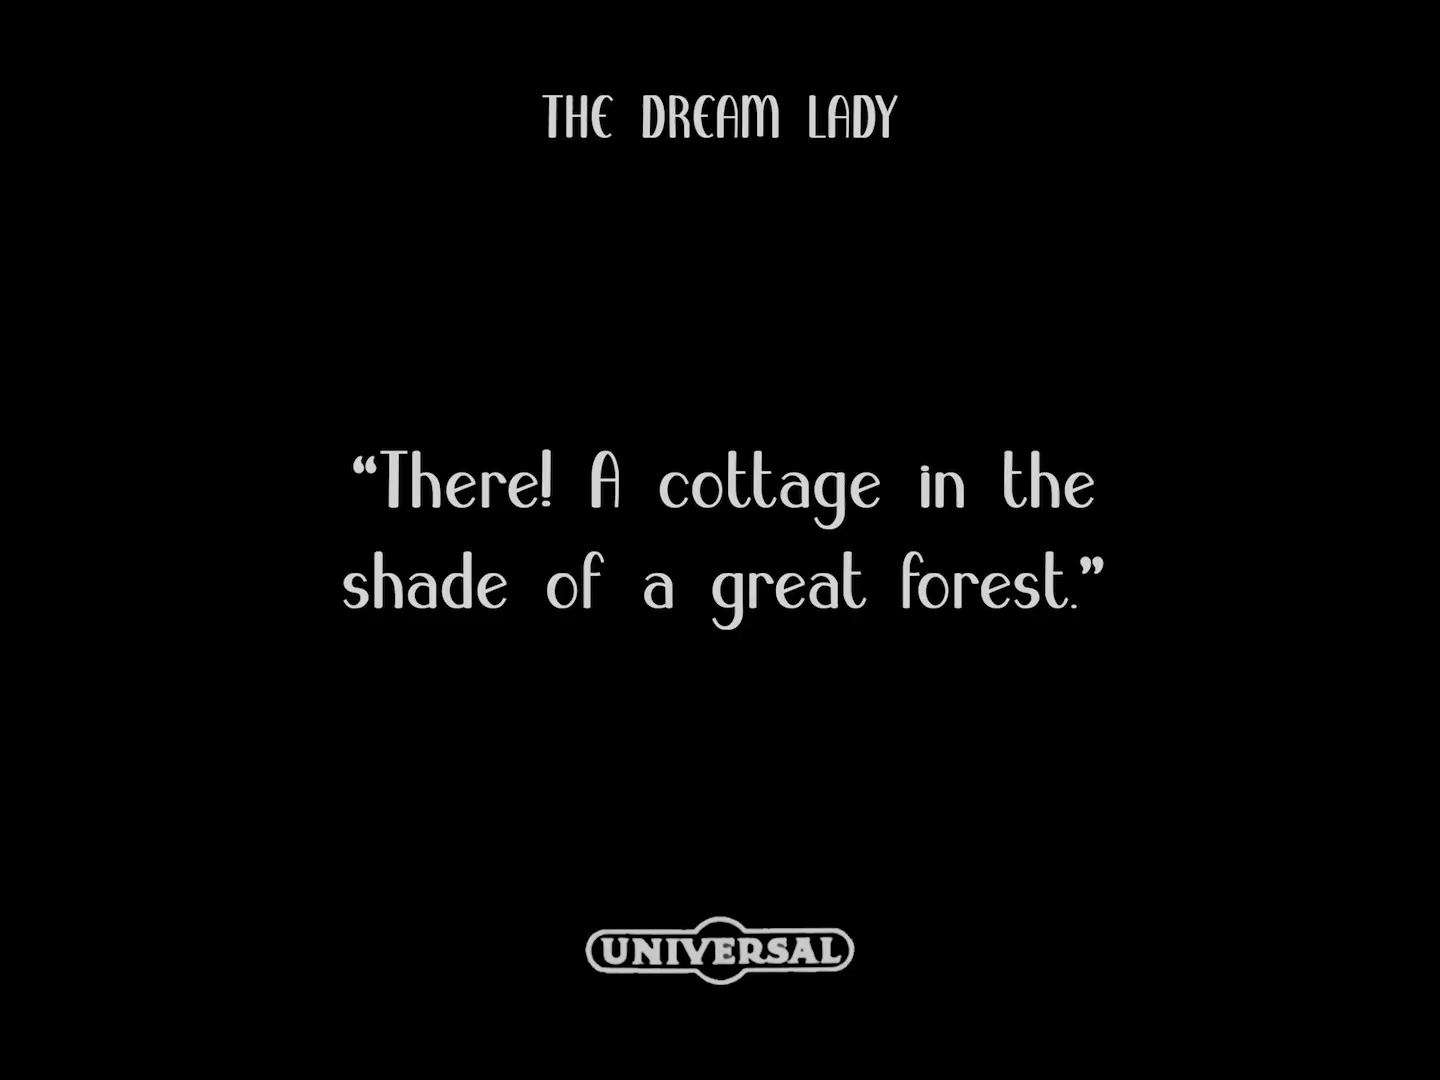 THE DREAM LADY
“There! A cottage in the
shade of a great forest.”
UNIVERSAL